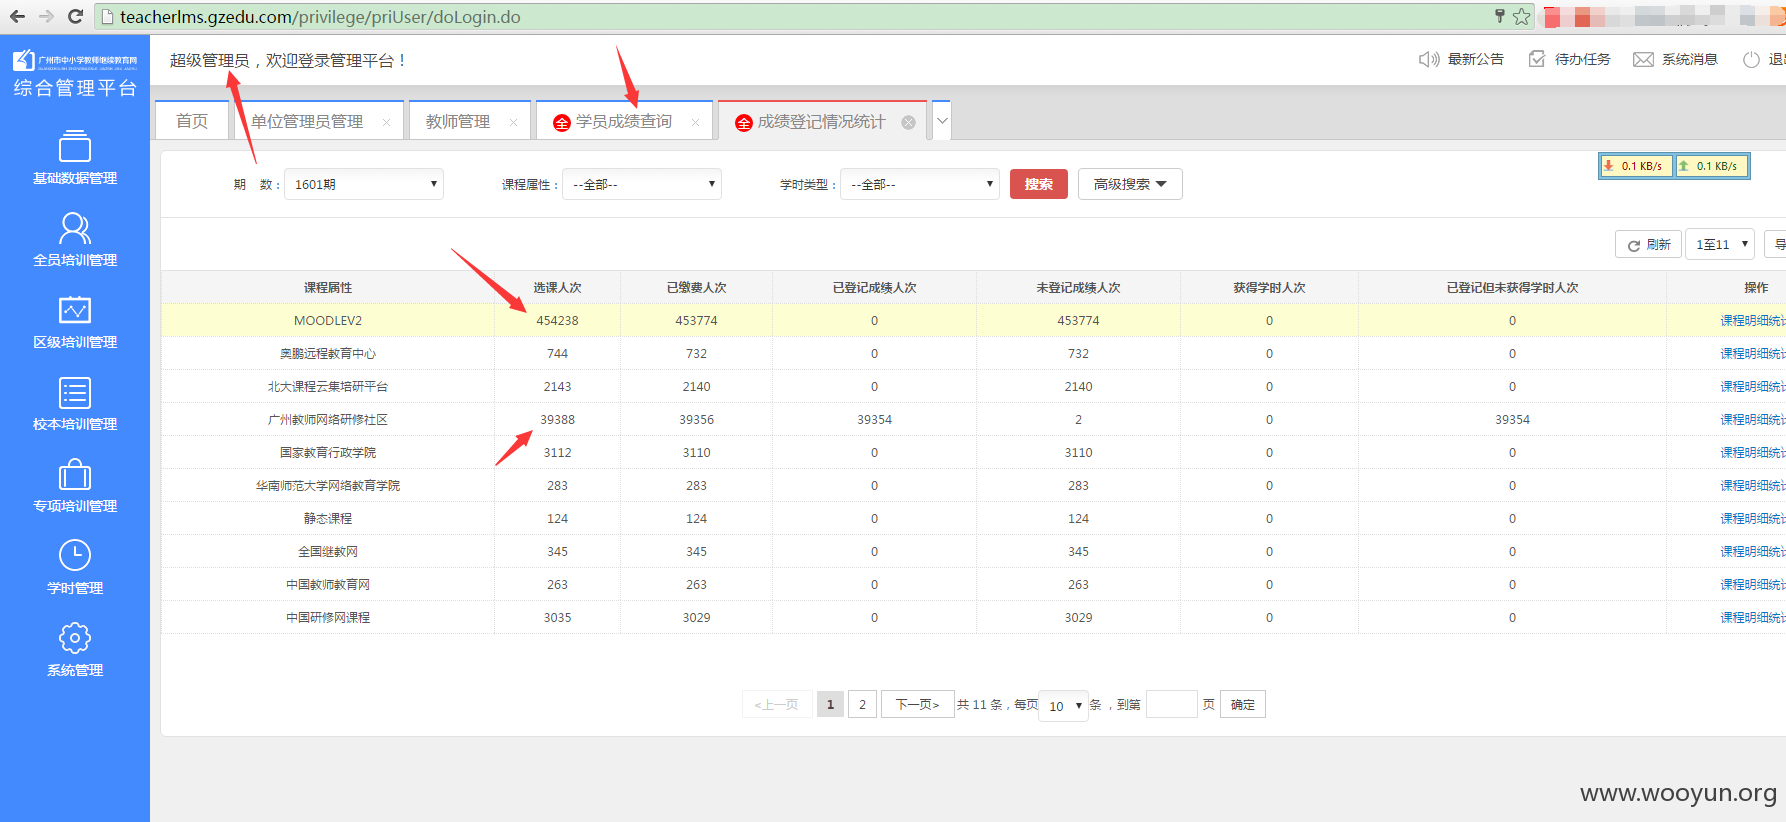 teacherlms.gzedu.com/privilege/priUser/doLogin.do
广州市中小学教师继续教育网
综合管理平台
超级管理员，欢迎登录管理平台！
最新公告 待办任务 系统消息
首页 单位管理员管理 教师管理 全 学员成绩查询 全 成绩登记情况统计
基础数据管理
全员培训管理
区级培训管理
校本培训管理
专项培训管理
学时管理
系统管理
期 数： 1601期 课程属性： --全部-- 学时类型： --全部-- 搜索 高级搜索
0.1 KB/s 0.1 KB/s
刷新 1至11 导
课程属性 选课人次 已缴费人次 已登记成绩人次 未登记成绩人次 获得学时人次 已登记但未获得学时人次 操作
MOODLEV2 454238 453774 0 453774 0 0 课程明细统计
奥鹏远程教育中心 744 732 0 732 0 0 课程明细统计
北大课程云集培研平台 2143 2140 0 2140 0 0 课程明细统计
广州教师网络研修社区 39388 39356 39354 2 0 39354 课程明细统计
国家教育行政学院 3112 3110 0 3110 0 0 课程明细统计
华南师范大学网络教育学院 283 283 0 283 0 0 课程明细统计
静态课程 124 124 0 124 0 0 课程明细统计
全国继教网 345 345 0 345 0 0 课程明细统计
中国教师教育网 263 263 0 263 0 0 课程明细统计
中国研修网课程 3035 3029 0 3029 0 0 课程明细统计
<上一页 1 2 下一页> 共 11 条，每页 10 条 ，到第 页 确定
www.wooyun.org